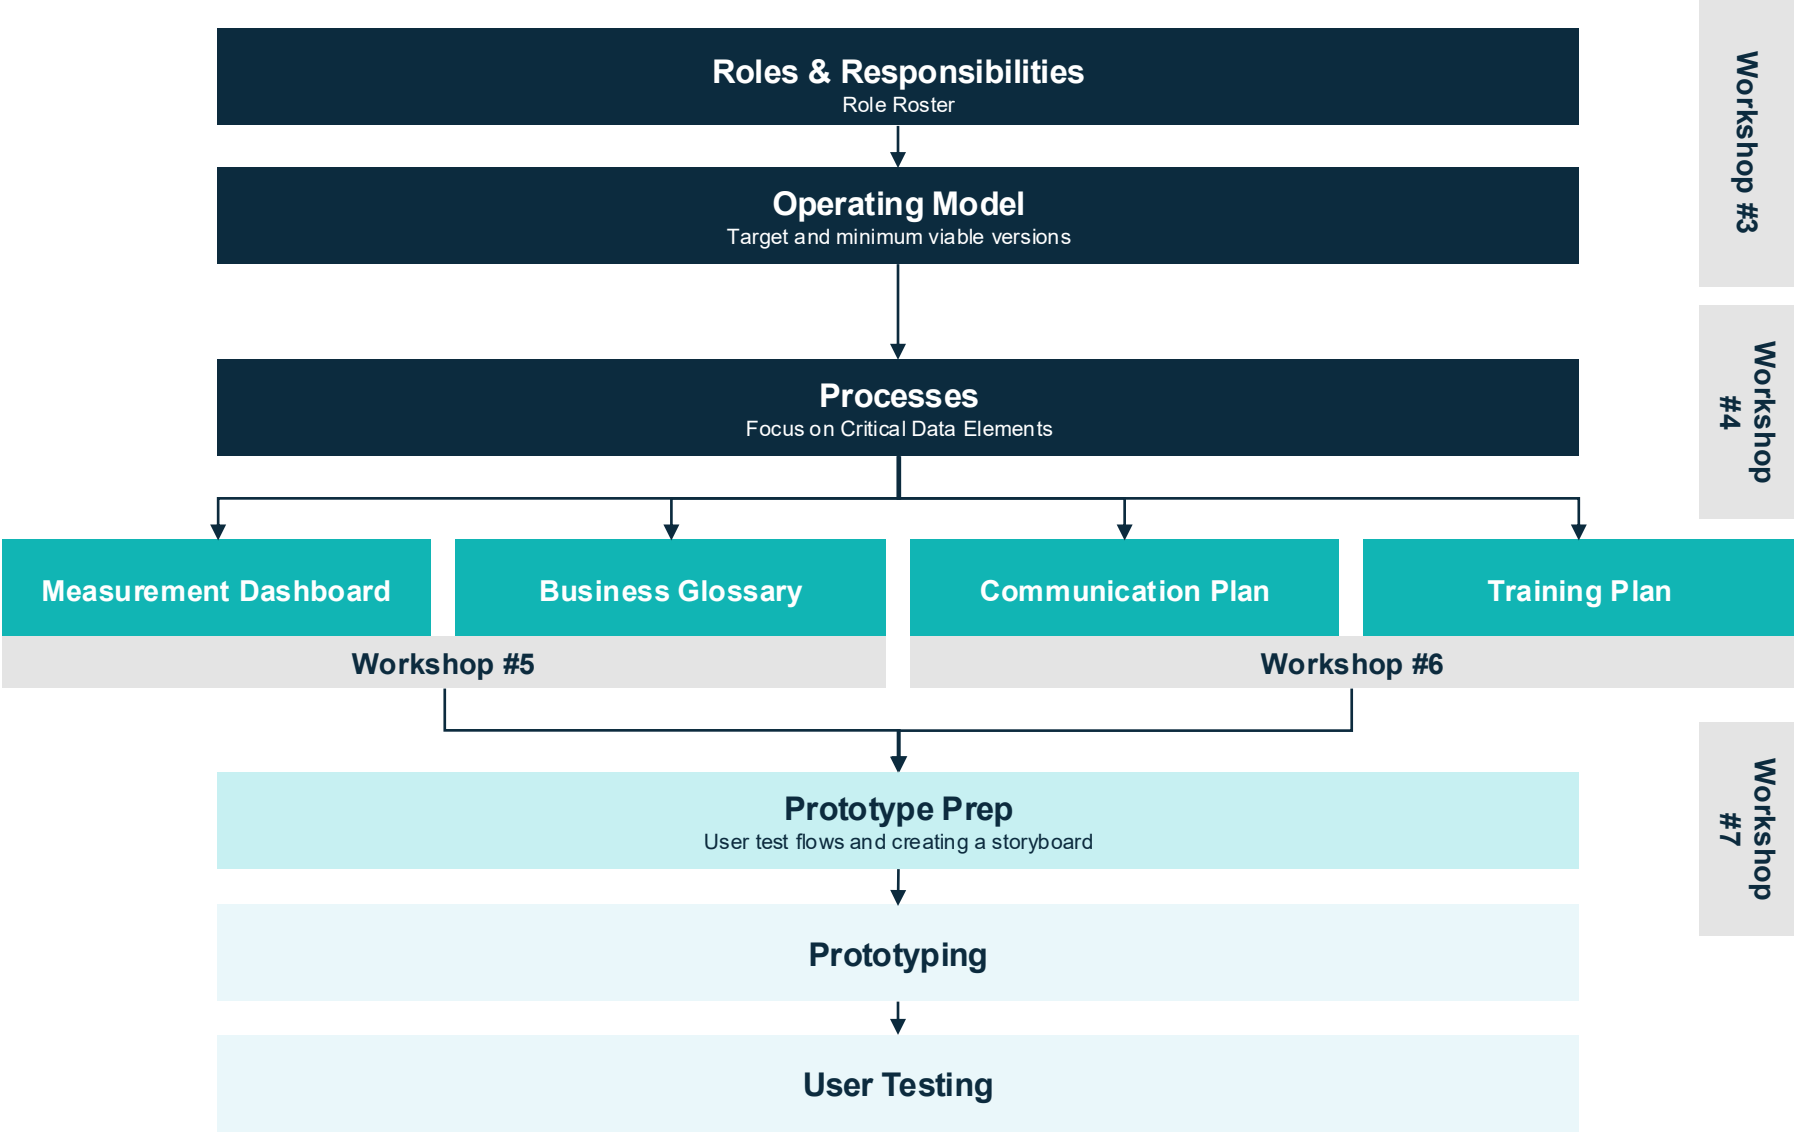 Roles & Responsibilities
Role Roster
Workshop #3
Operating Model
Target and minimum viable versions
Processes
Focus on Critical Data Elements
Workshop
#4
Measurement Dashboard
Business Glossary
Communication Plan
Training Plan
Workshop #5
Workshop #6
Prototype Prep
User test flows and creating a storyboard
Workshop
#7
Prototyping
User Testing